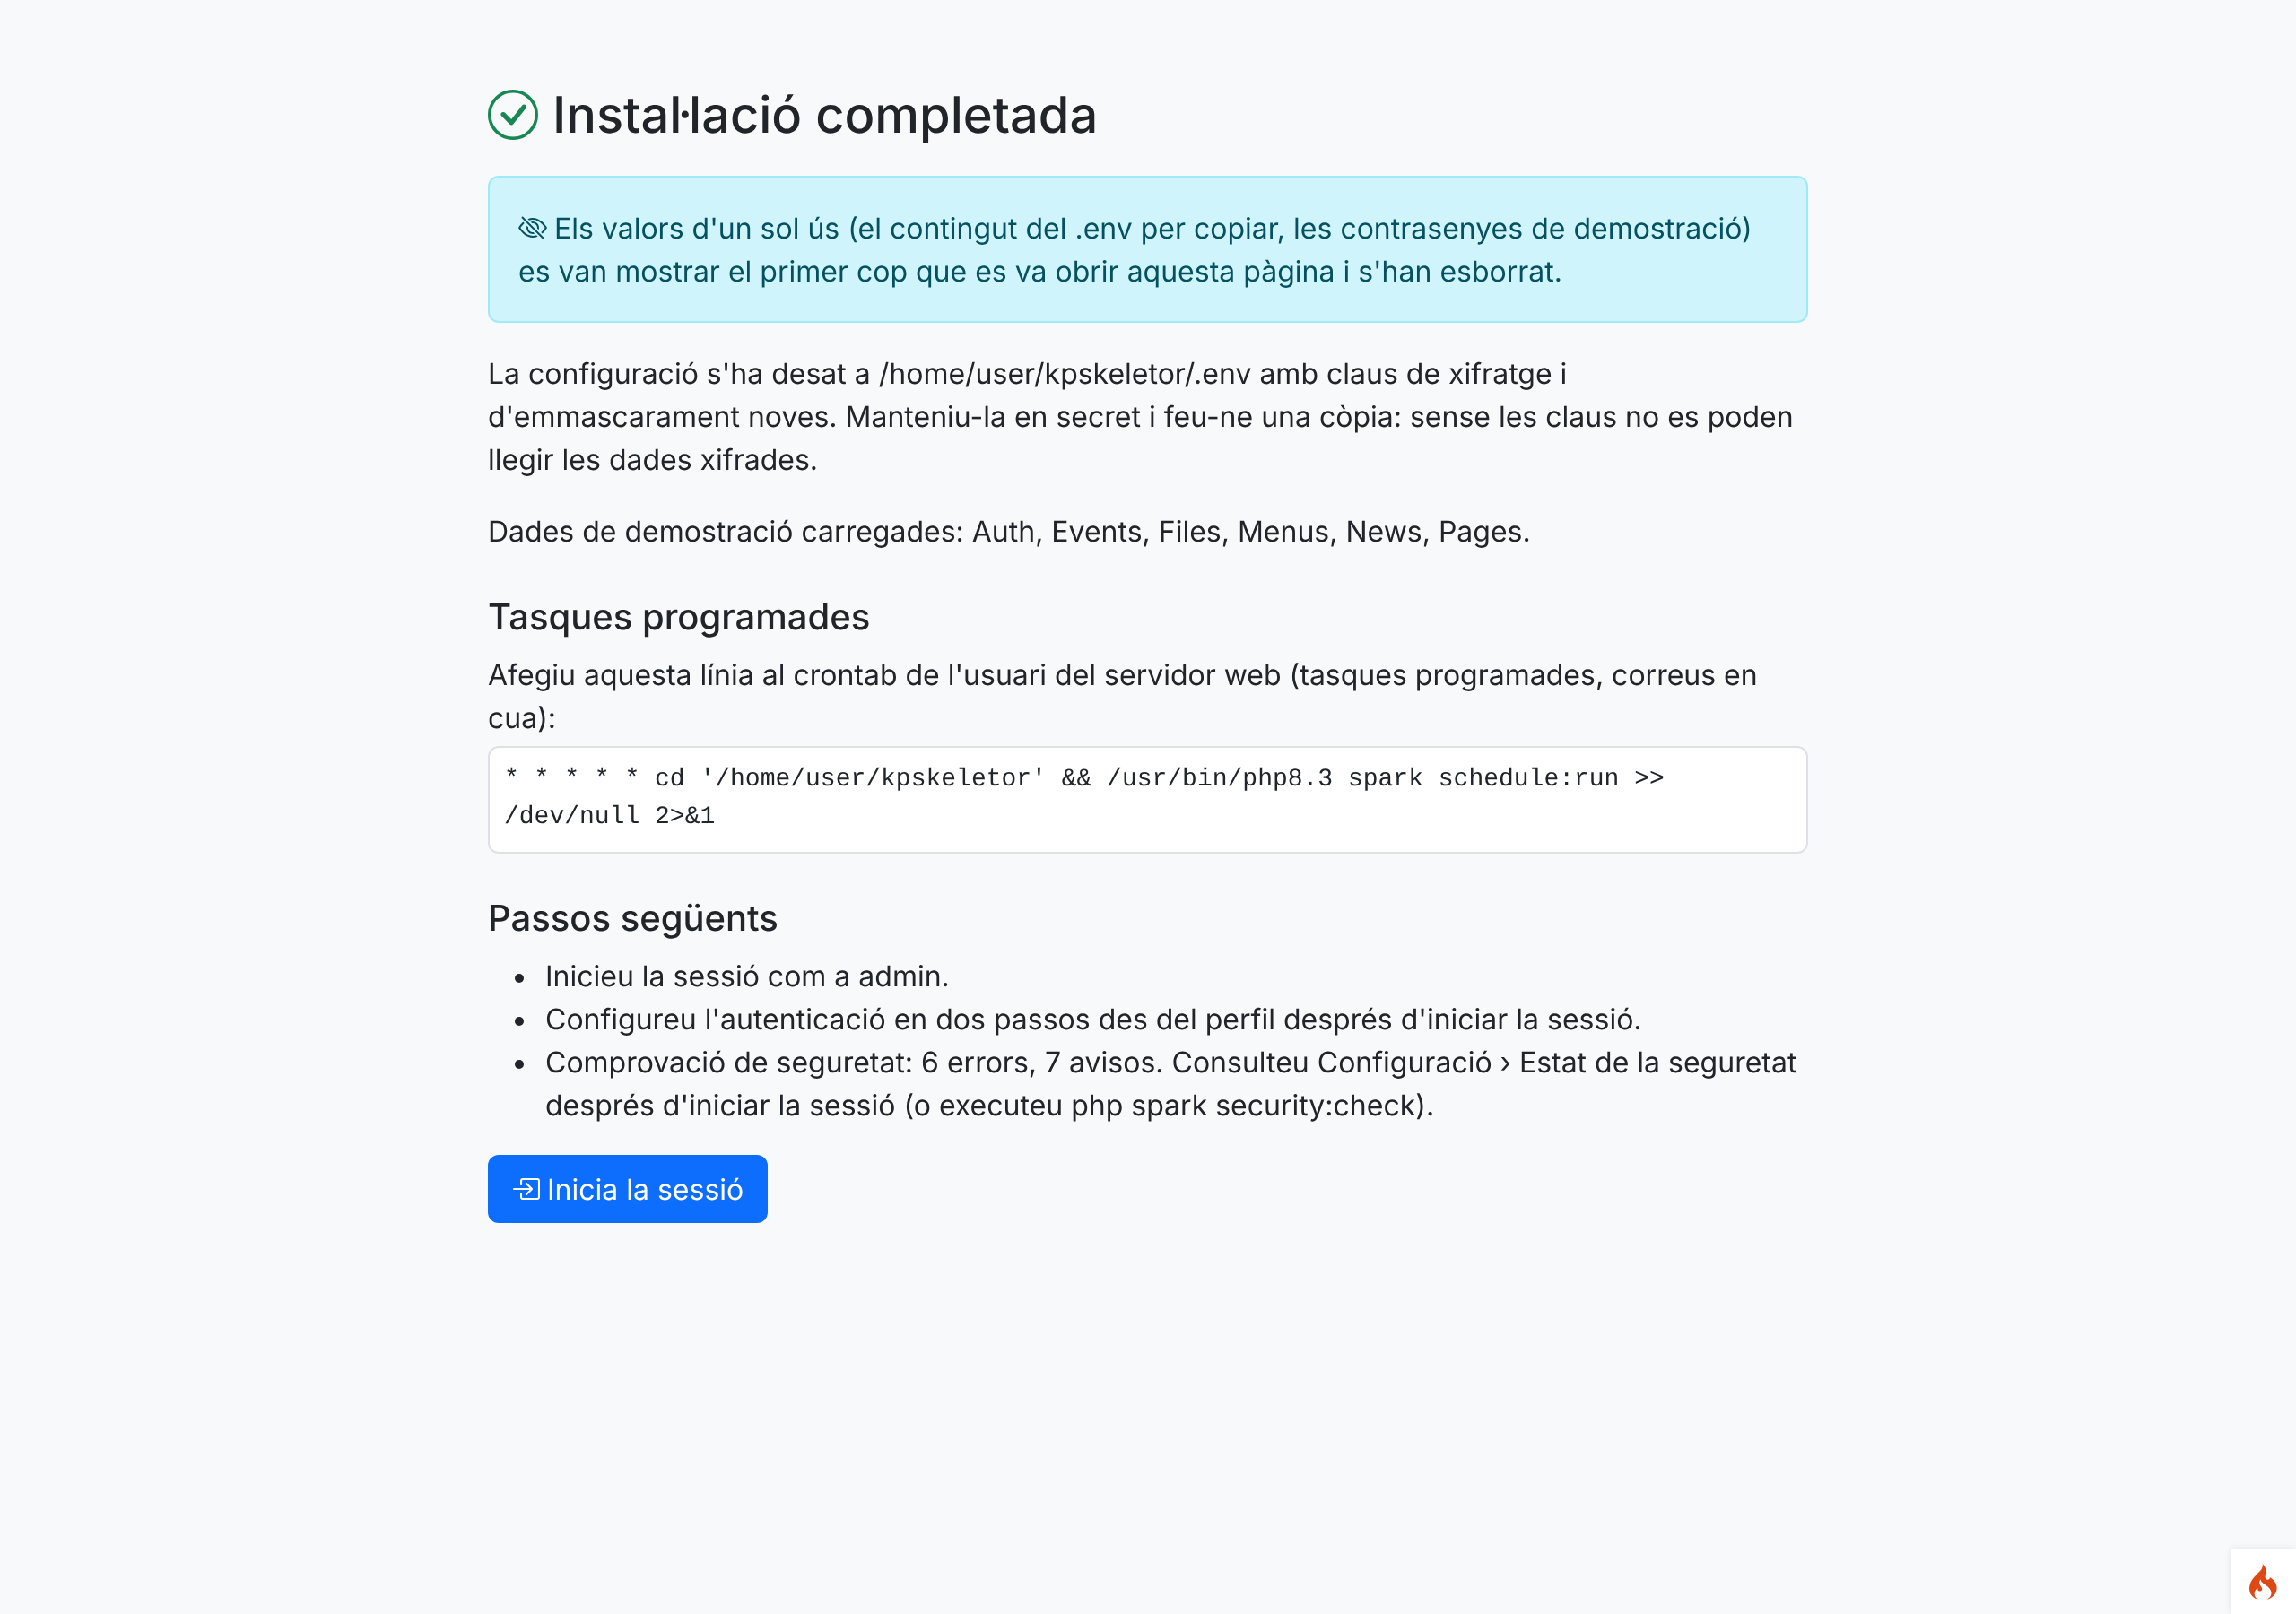 Instal·lació completada
Els valors d'un sol ús (el contingut del .env per copiar, les contrasenyes de demostració)
es van mostrar el primer cop que es va obrir aquesta pàgina i s'han esborrat.
La configuració s'ha desat a /home/user/kpskeletor/.env amb claus de xifratge i
d'emmascarament noves. Manteniu-la en secret i feu-ne una còpia: sense les claus no es poden
llegir les dades xifrades.
Dades de demostració carregades: Auth, Events, Files, Menus, News, Pages.
Tasques programades
Afegiu aquesta línia al crontab de l'usuari del servidor web (tasques programades, correus en
cua):
* * * * * cd '/home/user/kpskeletor' && /usr/bin/php8.3 spark schedule:run >>
/dev/null 2>&1
Passos següents
• Inicieu la sessió com a admin.
• Configureu l'autenticació en dos passos des del perfil després d'iniciar la sessió.
• Comprovació de seguretat: 6 errors, 7 avisos. Consulteu Configuració › Estat de la seguretat
després d'iniciar la sessió (o executeu php spark security:check).
Inicia la sessió